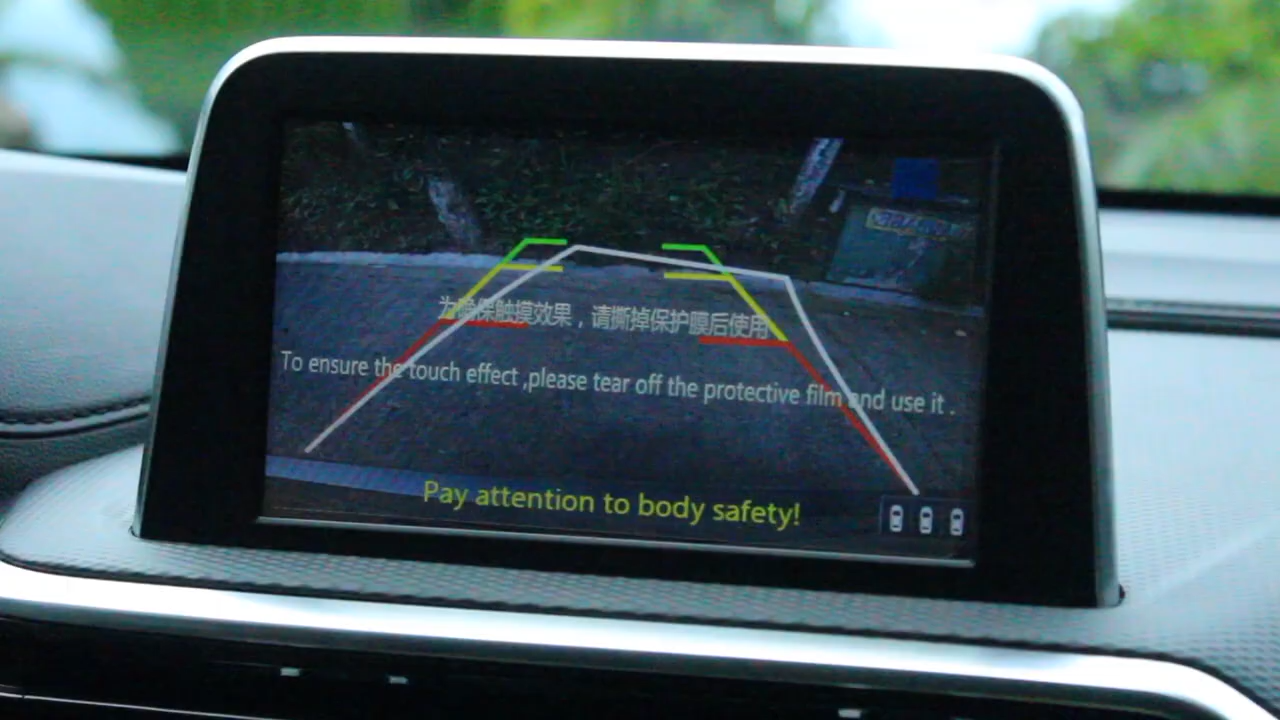 为确保触摸效果，请撕掉保护膜后使用
To ensure the touch effect ,please tear off the protective film and use it .
Pay attention to body safety!